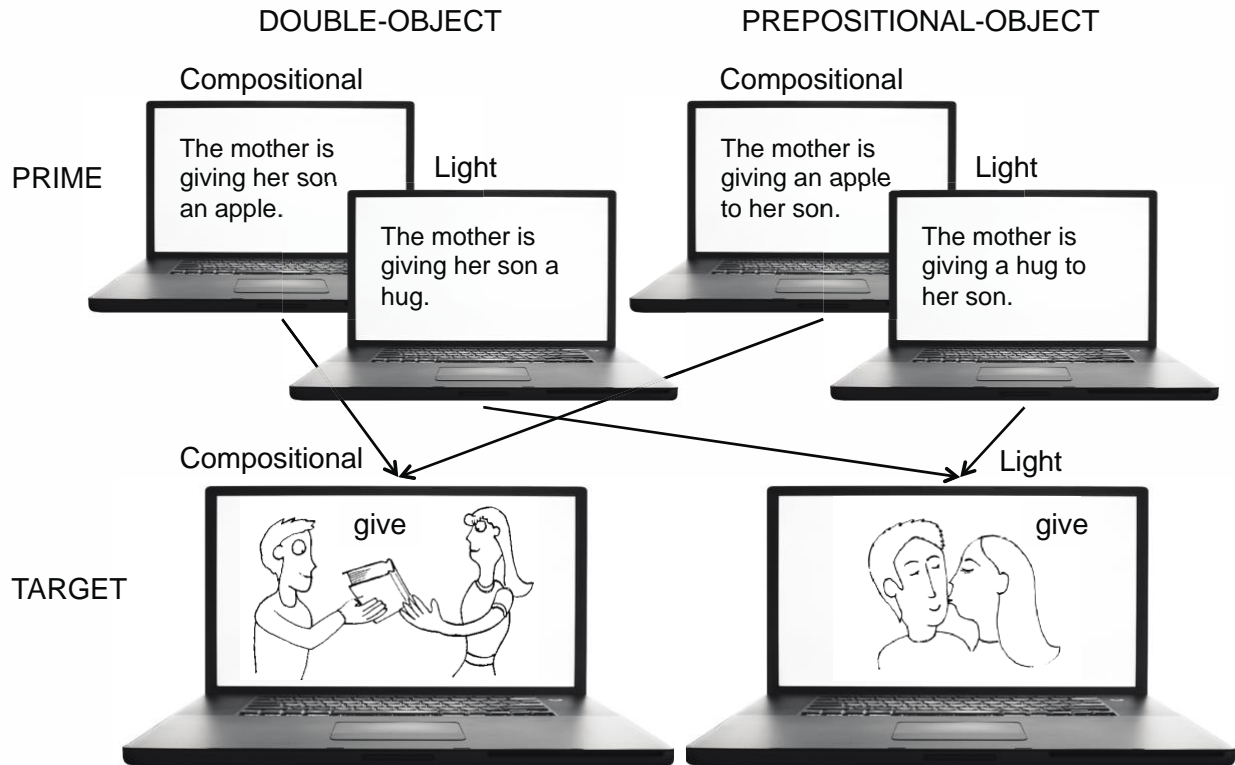 DOUBLE-OBJECT
PREPOSITIONAL-OBJECT
Compositional
Compositional
PRIME
The mother is
giving her son
an apple.
Light
The mother is
giving her son a
hug.
The mother is
giving an apple
to her son.
Light
The mother is
giving a hug to
her son.
Compositional
Light
TARGET
give
give